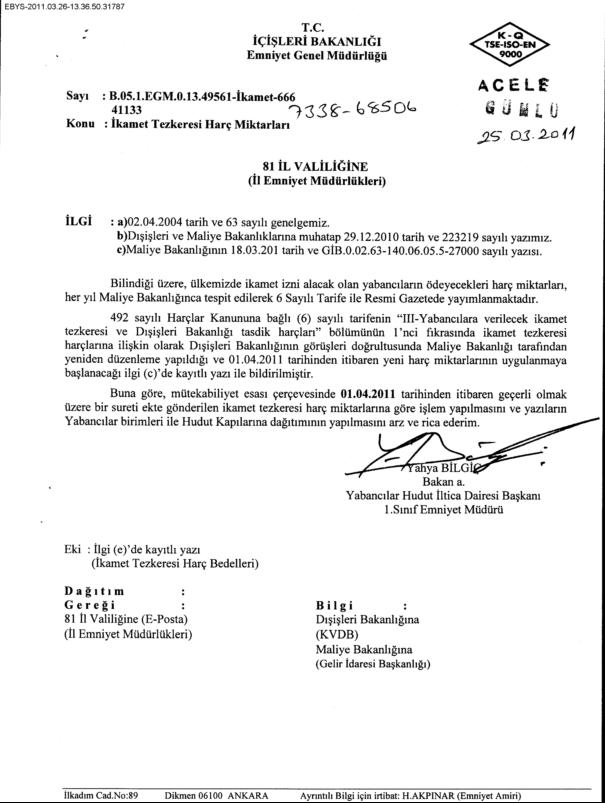 EBYS-2011.03.26-13.36.50.31787
T.C.
İÇİŞLERİ BAKANLIĞI
Emniyet Genel Müdürlüğü
K-Q
TSE-ISO-EN
9000
ACELE
GÜNLÜ
25.03.2011
Sayı : B.05.1.EGM.0.13.49561-İkamet-666
41133
7338-68506
Konu : İkamet Tezkeresi Harç Miktarları
81 İL VALİLİĞİNE
(İl Emniyet Müdürlükleri)
İLGİ : a)02.04.2004 tarih ve 63 sayılı genelgemiz.
b)Dışişleri ve Maliye Bakanlıklarına muhatap 29.12.2010 tarih ve 223219 sayılı yazımız.
c)Maliye Bakanlığının 18.03.201 tarih ve GİB.0.02.63-140.06.05.5-27000 sayılı yazısı.
Bilindiği üzere, ülkemizde ikamet izni alacak olan yabancıların ödeyecekleri harç miktarları,
her yıl Maliye Bakanlığınca tespit edilerek 6 Sayılı Tarife ile Resmi Gazetede yayımlanmaktadır.
492 sayılı Harçlar Kanununa bağlı (6) sayılı tarifenin “III-Yabancılara verilecek ikamet
tezkeresi ve Dışişleri Bakanlığı tasdik harçları” bölümünün 1’nci fıkrasında ikamet tezkeresi
harçlarına ilişkin olarak Dışişleri Bakanlığının görüşleri doğrultusunda Maliye Bakanlığı tarafından
yeniden düzenleme yapıldığı ve 01.04.2011 tarihinden itibaren yeni harç miktarlarının uygulanmaya
başlanacağı ilgi (c)’de kayıtlı yazı ile bildirilmiştir.
Buna göre, mütekabiliyet esası çerçevesinde 01.04.2011 tarihinden itibaren geçerli olmak
üzere bir sureti ekte gönderilen ikamet tezkeresi harç miktarlarına göre işlem yapılmasını ve yazıların
Yabancılar birimleri ile Hudut Kapılarına dağıtımının yapılmasını arz ve rica ederim.
Yahya BİLGİÇ
Bakan a.
Yabancılar Hudut İltica Dairesi Başkanı
1.Sınıf Emniyet Müdürü
Eki : İlgi (e)’de kayıtlı yazı
(İkamet Tezkeresi Harç Bedelleri)
Dağıtım :
Gereği :
81 İl Valiliğine (E-Posta)
(İl Emniyet Müdürlükleri)
Bilgi :
Dışişleri Bakanlığına
(KVDB)
Maliye Bakanlığına
(Gelir İdaresi Başkanlığı)
İlkadım Cad.No:89 Dikmen 06100 ANKARA Ayrıntılı Bilgi için irtibat: H.AKPINAR (Emniyet Amiri)